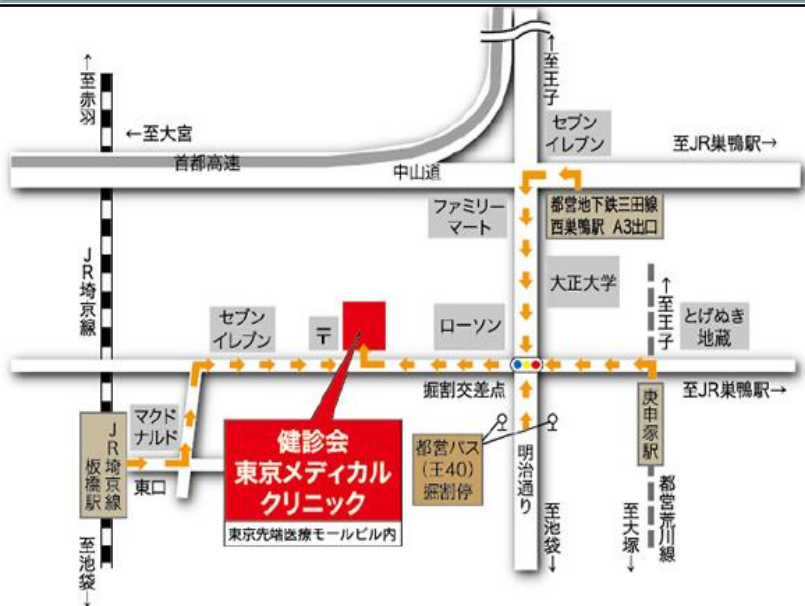 ↑至赤羽
←至大宮
首都高速
中山道
↑至王子
セブン
イレブン
至JR巣鴨駅→
ファミリー
マート
都営地下鉄三田線
西巣鴨駅 A3出口
JR埼京線
大正大学
セブン
イレブン
〒
ローソン
↑至王子
とげぬき
地蔵
掘割交差点
至JR巣鴨駅→
マクド
ナルド
健診会
東京メディカル
クリニック
東京先端医療モールビル内
都営バス
(王40)
掘割停
明治通り
庚申塚駅
JR埼京線
板橋駅
東口
至池袋↓
至池袋↓
至大塚↓
都営荒川線